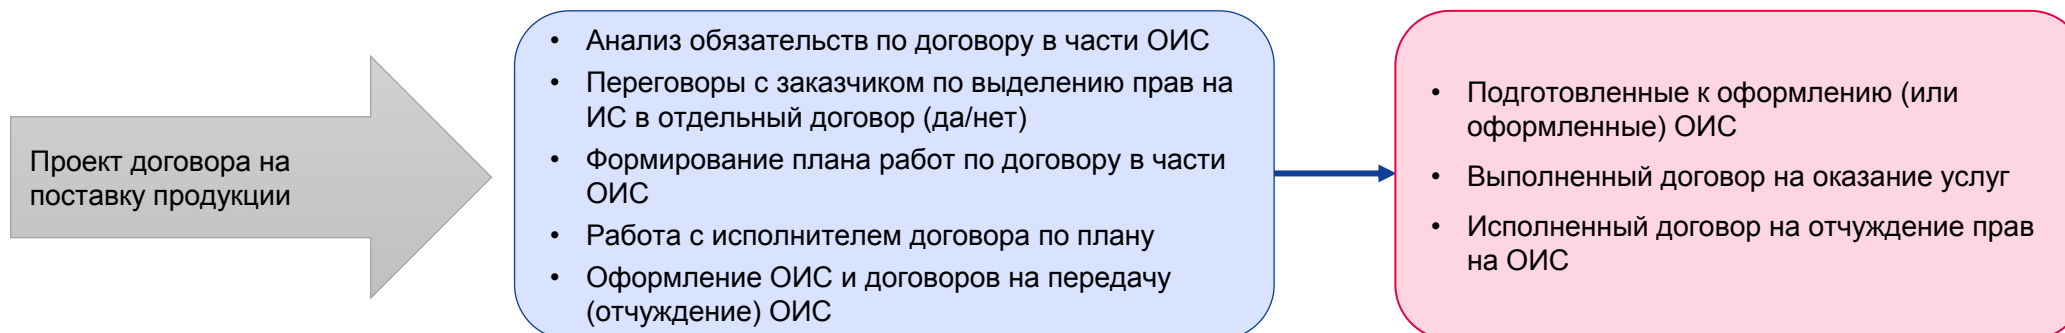 Проект договора на
поставку продукции
• Анализ обязательств по договору в части ОИС
• Переговоры с заказчиком по выделению прав на
ИС в отдельный договор (да/нет)
• Формирование плана работ по договору в части
ОИС
• Работа с исполнителем договора по плану
• Оформление ОИС и договоров на передачу
(отчуждение) ОИС
• Подготовленные к оформлению (или
оформленные) ОИС
• Выполненный договор на оказание услуг
• Исполненный договор на отчуждение прав
на ОИС